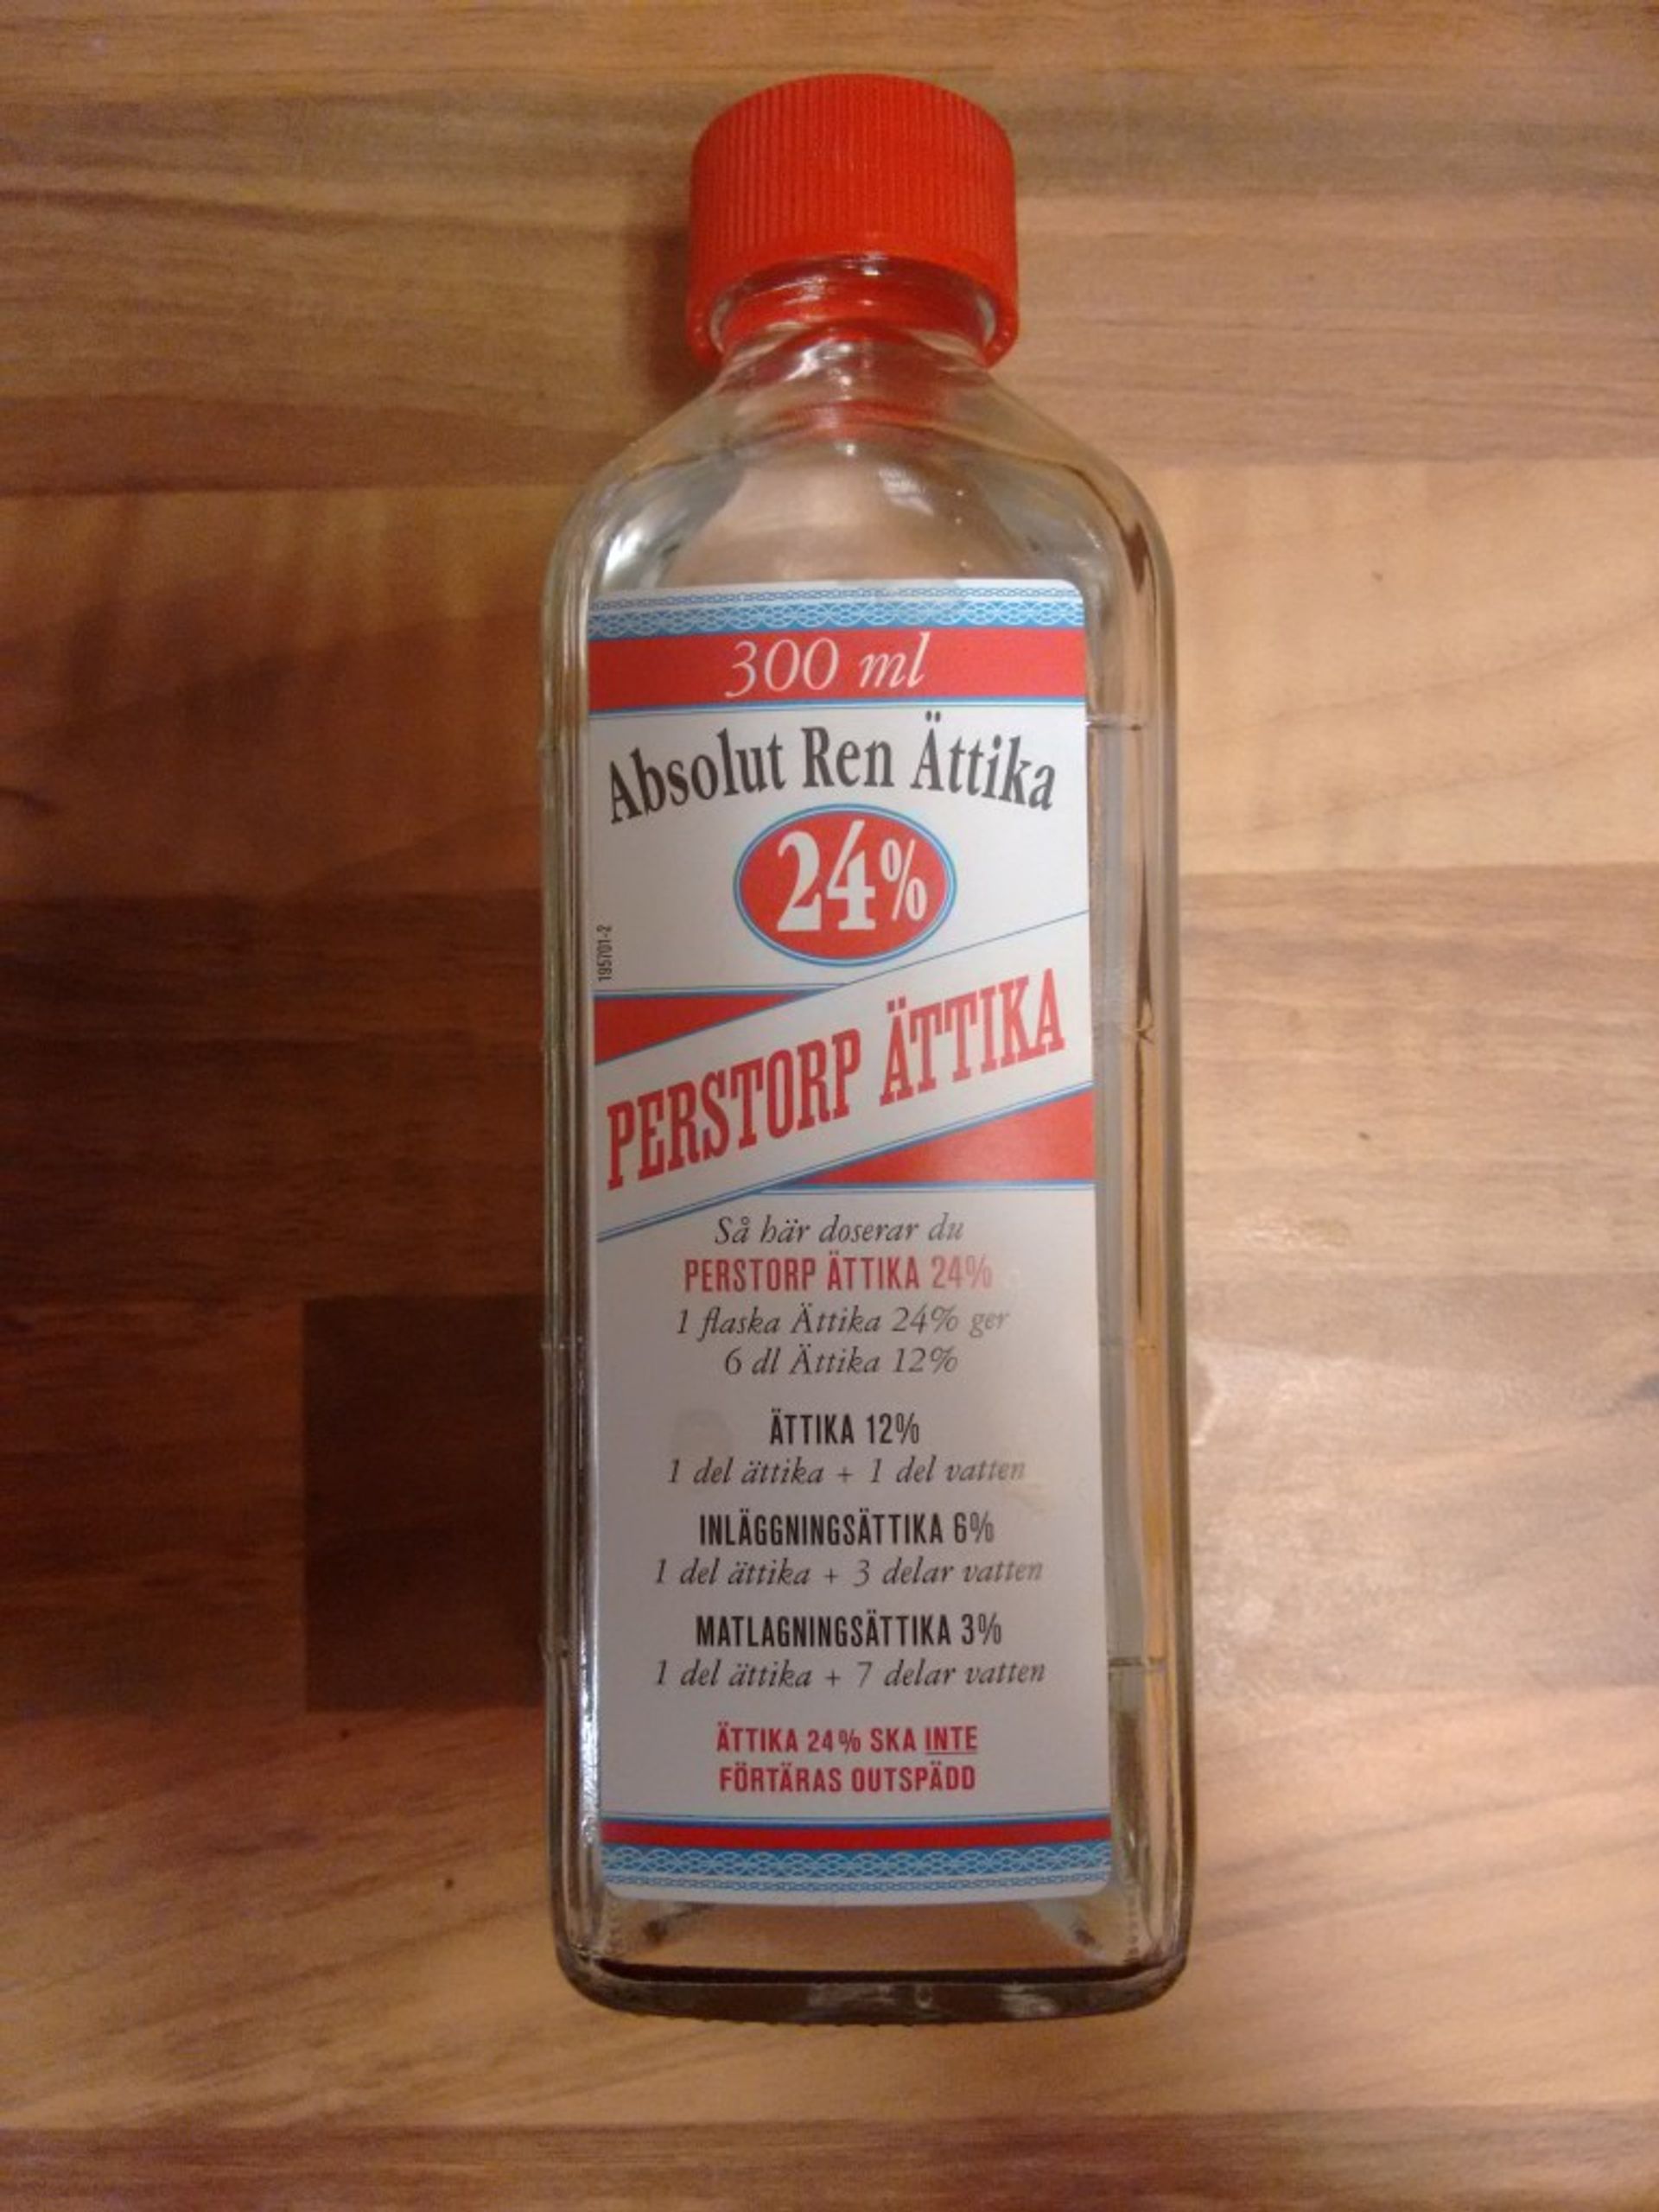 300 ml
Absolut Ren Ättika
24%
195701-2
PERSTORP ÄTTIKA
Så här doserar du
PERSTORP ÄTTIKA 24%
1 flaska Ättika 24% ger
6 dl Ättika 12%
ÄTTIKA 12%
1 del ättika + 1 del vatten
INLÄGGNINGSÄTTIKA 6%
1 del ättika + 3 delar vatten
MATLAGNINGSÄTTIKA 3%
1 del ättika + 7 delar vatten
ÄTTIKA 24% SKA INTE
FÖRTÄRAS OUTSPÄDD